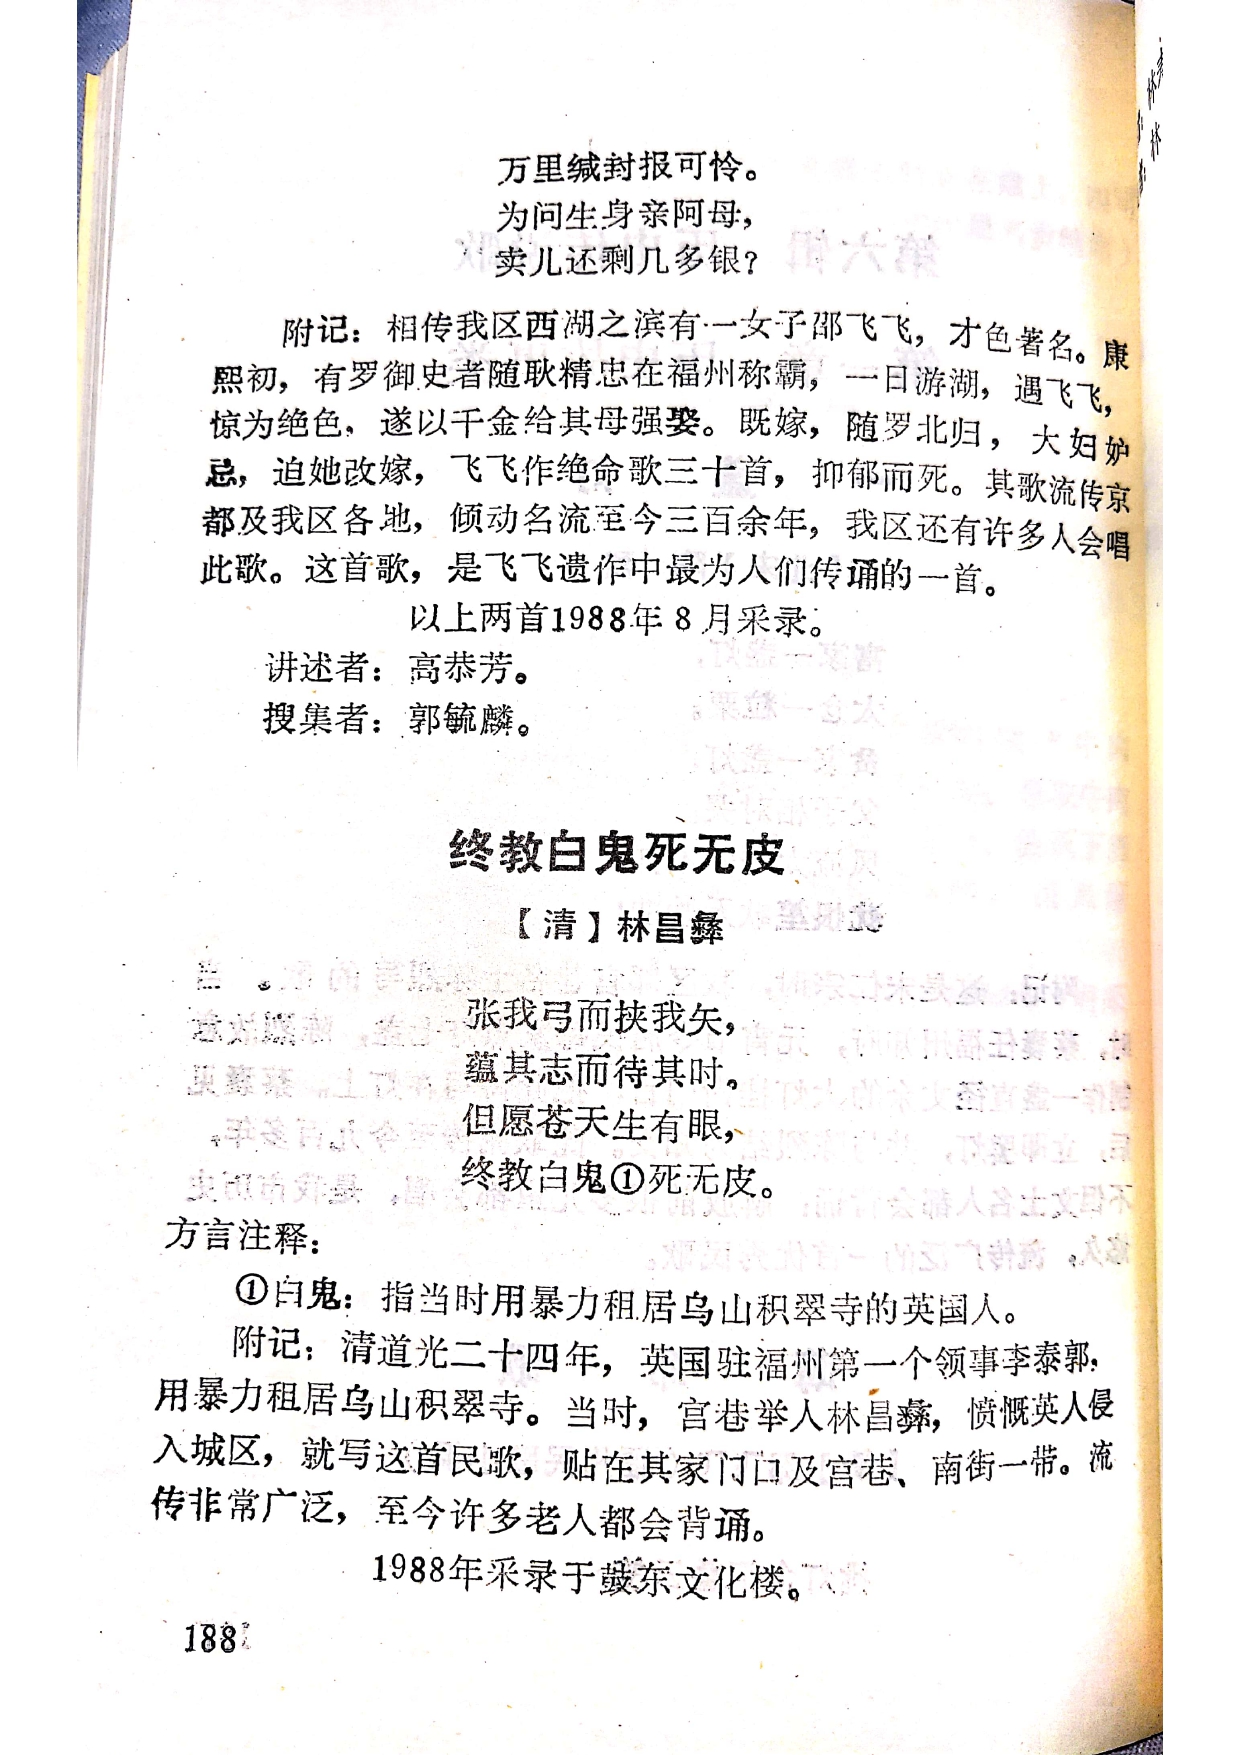 万里缄封报可怜。
为问生身亲阿母，
卖儿还剩几多银？
附记：相传我区西湖之滨有一女子邵飞飞，才色著名。康
熙初，有罗御史者随耿精忠在福州称霸，一日游湖，遇飞飞，
惊为绝色，遂以千金给其母强娶。既嫁，随罗北归，大妇妒
忌，迫她改嫁，飞飞作绝命歌三十首，抑郁而死。其歌流传京
都及我区各地，倾动名流至今三百余年，我区还有许多人会唱
此歌。这首歌，是飞飞遗作中最为人们传诵的一首。
以上两首1988年8月采录。
讲述者：高恭芳。
搜集者：郭毓麟。
终教白鬼死无皮
【清】林昌彝
张我弓而挟我矢，
蕴其志而待其时。
但愿苍天生有眼，
终教白鬼①死无皮。
方言注释：
①白鬼：指当时用暴力租居乌山积翠寺的英国人。
附记：清道光二十四年，英国驻福州第一个领事李泰郭，
用暴力租居乌山积翠寺。当时，宫巷举人林昌彝，愤慨英人侵
入城区，就写这首民歌，贴在其家门口及宫巷、南街一带。流
传非常广泛，至今许多老人都会背诵。
1988年采录于鼓东文化楼。
188